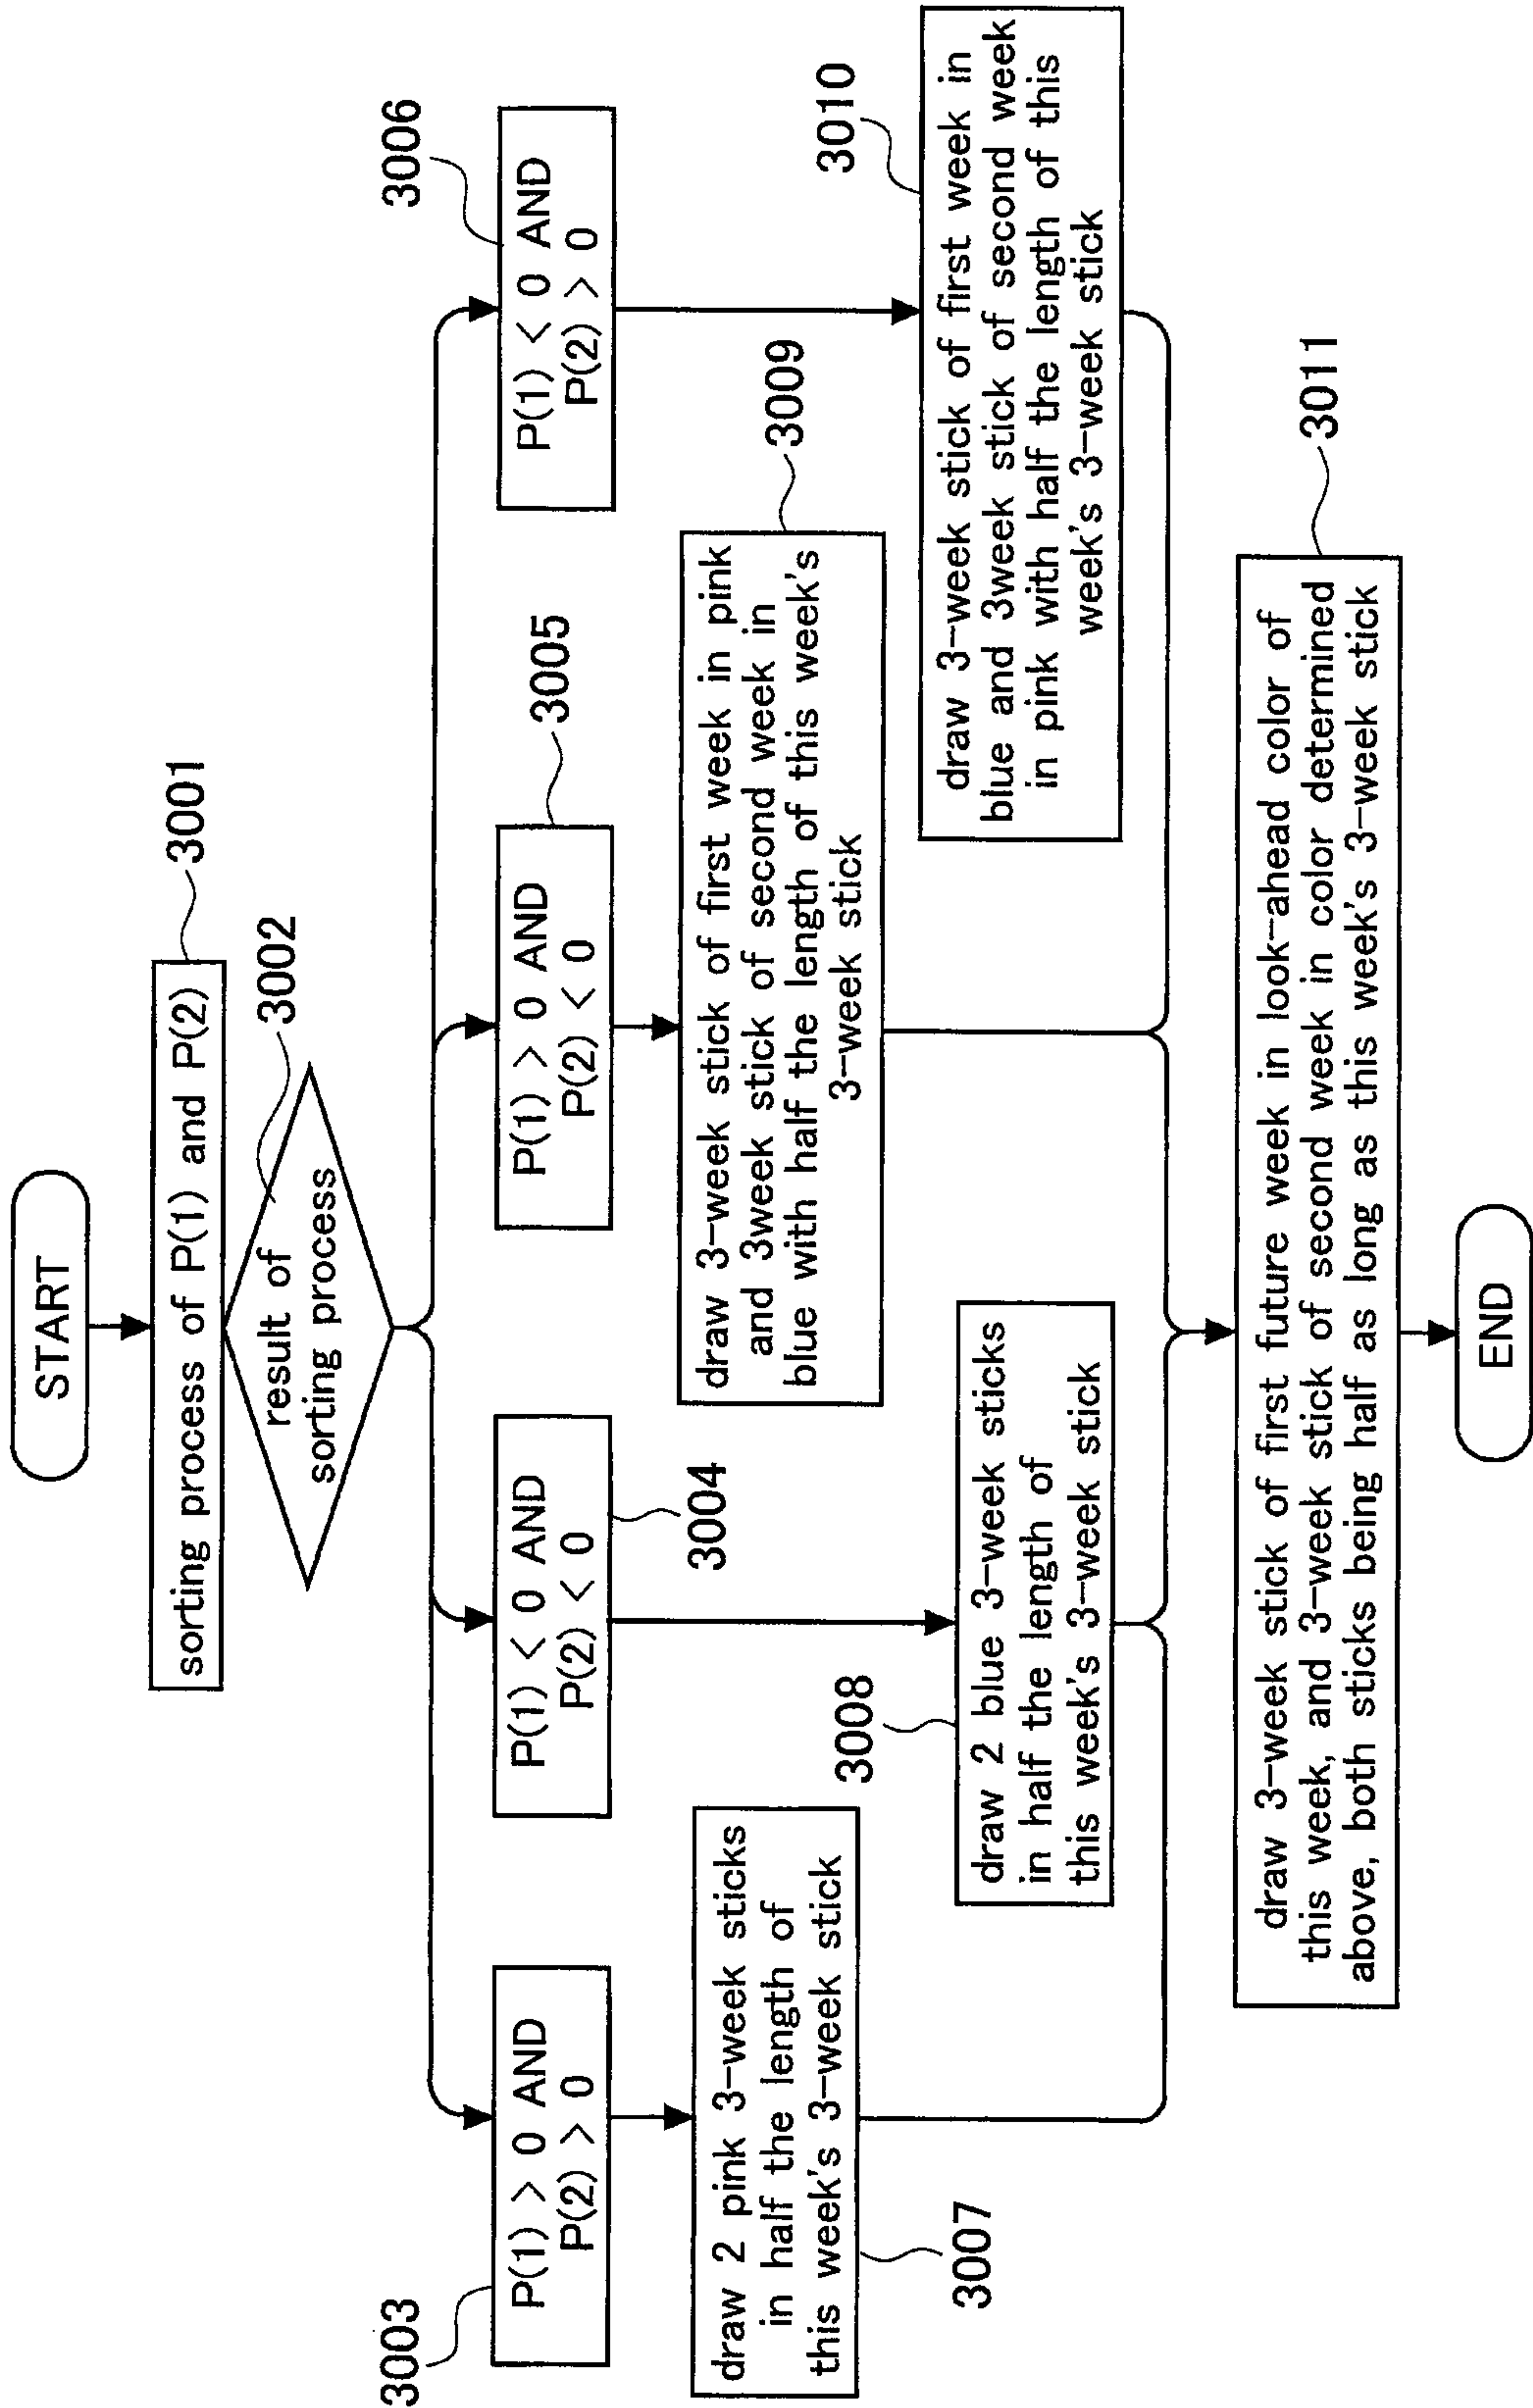 START
3001
sorting process of P(1) and P(2)
3002
result of
sorting process
3003
P(1) > 0 AND
P(2) > 0
P(1) < 0 AND
P(2) < 0
3004
3005
P(1) > 0 AND
P(2) < 0
3006
P(1) < 0 AND
P(2) > 0
draw 2 pink 3-week sticks
in half the length of
this week's 3-week stick
3007
3008
draw 2 blue 3-week sticks
in half the length of
this week's 3-week stick
3009
draw 3-week stick of first week in pink
and 3week stick of second week in
blue with half the length of this week's
3-week stick
3010
draw 3-week stick of first week in
blue and 3week stick of second week
in pink with half the length of this
week's 3-week stick
3011
draw 3-week stick of first future week in look-ahead color of
this week, and 3-week stick of second week in color determined
above, both sticks being half as long as this week's 3-week stick
END